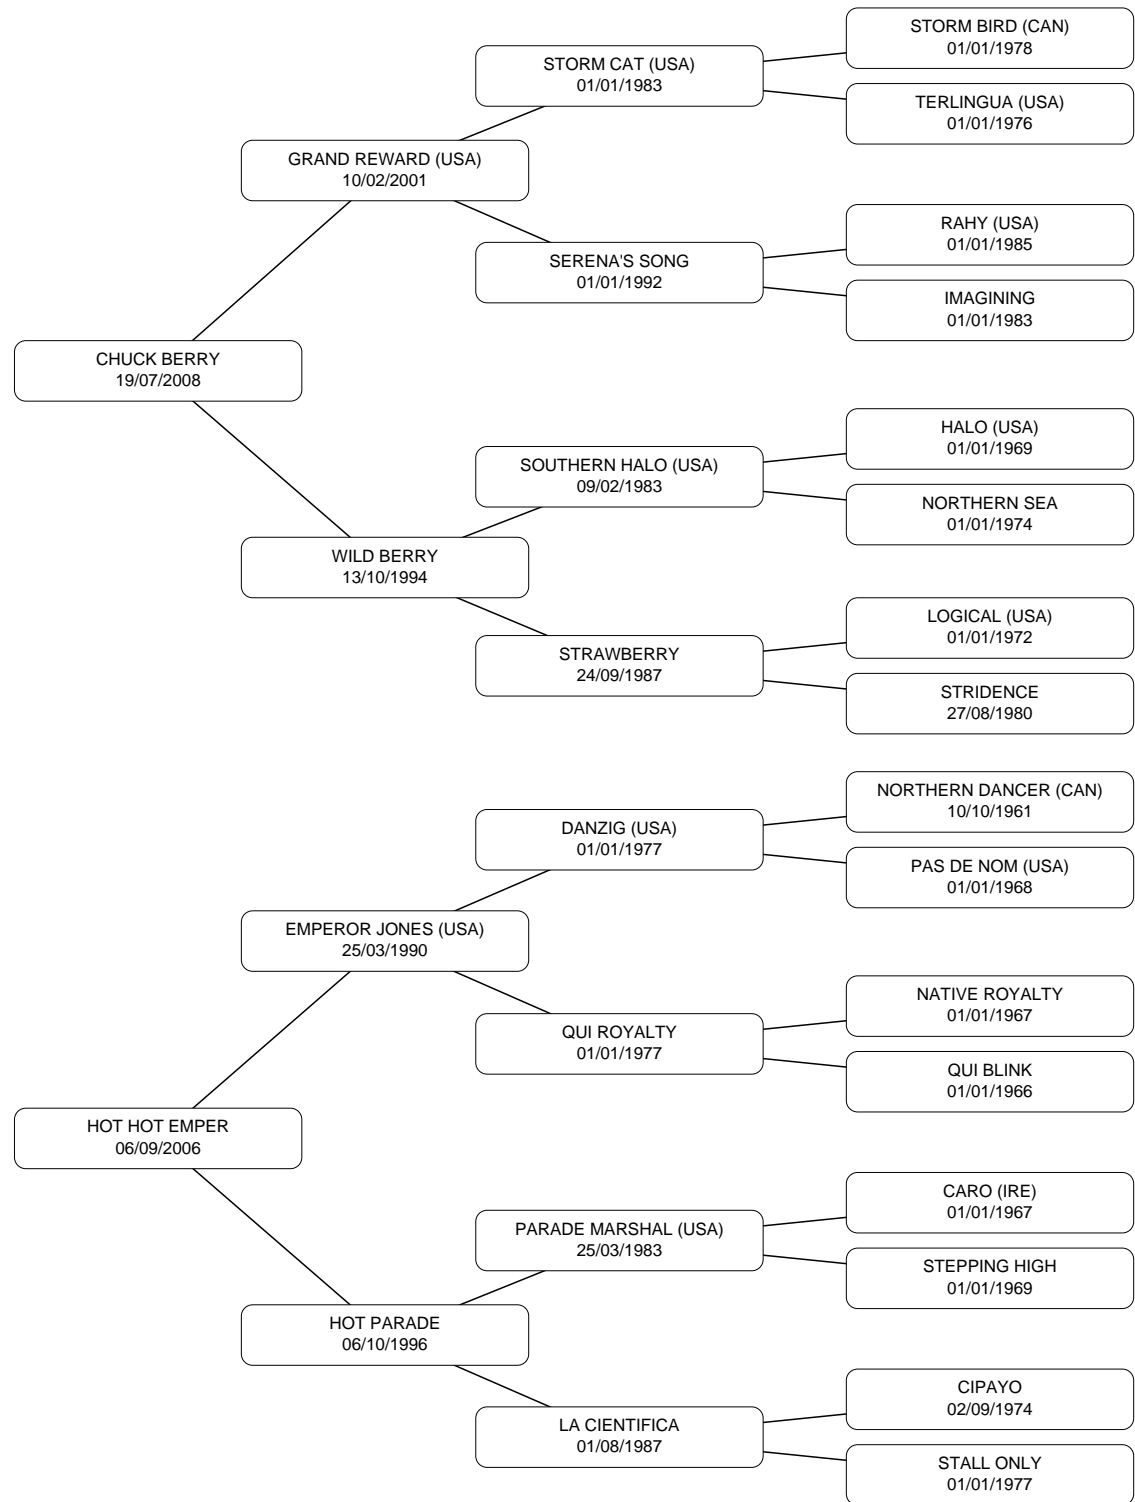 STORM BIRD (CAN)
01/01/1978
STORM CAT (USA)
01/01/1983
TERLINGUA (USA)
01/01/1976
GRAND REWARD (USA)
10/02/2001
RAHY (USA)
01/01/1985
SERENA'S SONG
01/01/1992
IMAGINING
01/01/1983
CHUCK BERRY
19/07/2008
HALO (USA)
01/01/1969
SOUTHERN HALO (USA)
09/02/1983
NORTHERN SEA
01/01/1974
WILD BERRY
13/10/1994
LOGICAL (USA)
01/01/1972
STRAWBERRY
24/09/1987
STRIDENCE
27/08/1980
NORTHERN DANCER (CAN)
10/10/1961
DANZIG (USA)
01/01/1977
PAS DE NOM (USA)
01/01/1968
EMPEROR JONES (USA)
25/03/1990
NATIVE ROYALTY
01/01/1967
QUI ROYALTY
01/01/1977
QUI BLINK
01/01/1966
HOT HOT EMPER
06/09/2006
CARO (IRE)
01/01/1967
PARADE MARSHAL (USA)
25/03/1983
STEPPING HIGH
01/01/1969
HOT PARADE
06/10/1996
CIPAYO
02/09/1974
LA CIENTIFICA
01/08/1987
STALL ONLY
01/01/1977